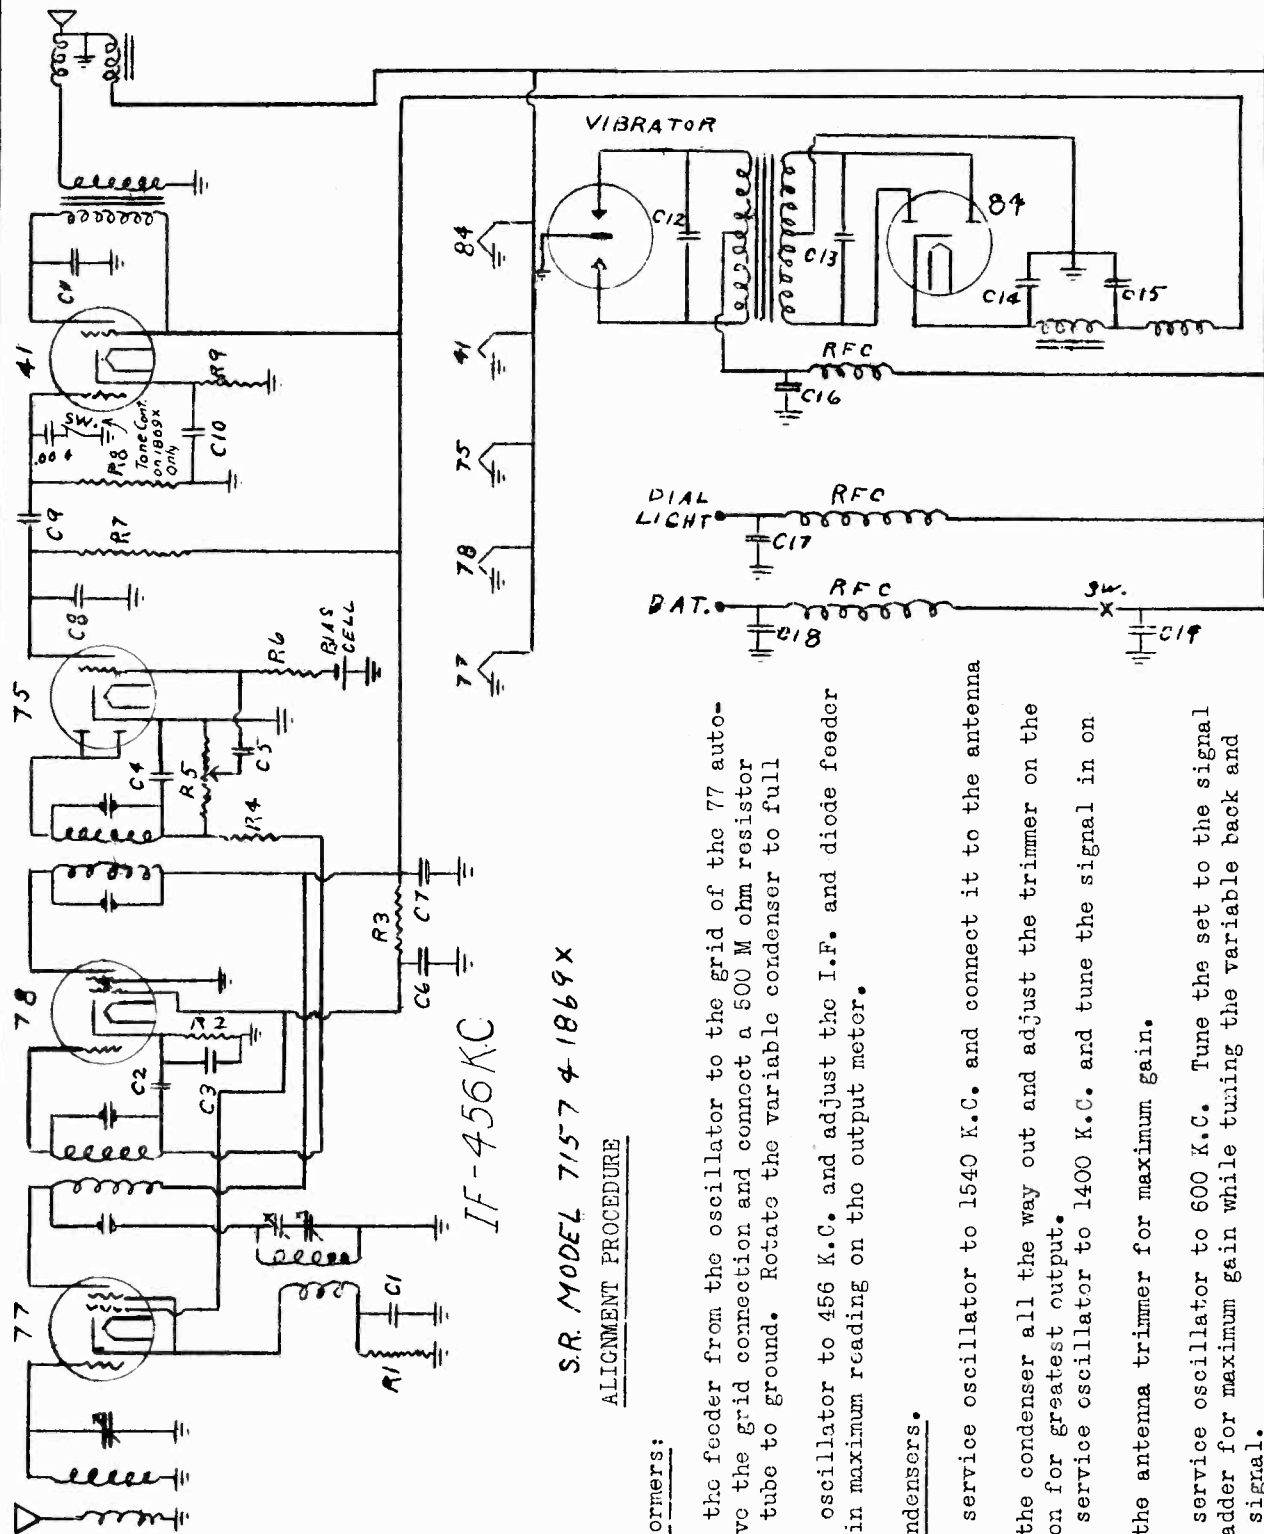 77
78
75
41
C2
C3
R2
C4
R5
C5
R4
R6
BIAS
CELL
C8
C9
R7
.004
SW.
R8
Tone Cont.
on 1869X
Only
C10
R9
R1
C1
R3
C6
C7
IF-456KC
77
78
75
41
84
VIBRATOR
C12
C13
84
C14
C15
RFC
C16
DIAL
LIGHT
RFC
C17
BAT.
RFC
SW.
C18
S.R. MODEL 7157 & 1869X
ALIGNMENT PROCEDURE
ormers:
the feeder from the oscillator to the grid of the 77 auto-
ve the grid connection and connect a 500 M ohm resistor
tube to ground. Rotate the variable condenser to full
oscillator to 456 K.C. and adjust the I.F. and diode feeder
in maximum reading on tho output meter.
ndensers.
service oscillator to 1540 K.C. and connect it to the antenna
the condenser all the way out and adjust the trimmer on the
on for greatest output.
service oscillator to 1400 K.C. and tune the signal in on
the antenna trimmer for maximum gain.
service oscillator to 600 K.C. Tune the set to the signal
adder for maximum gain while tuning the variable back and
signal.